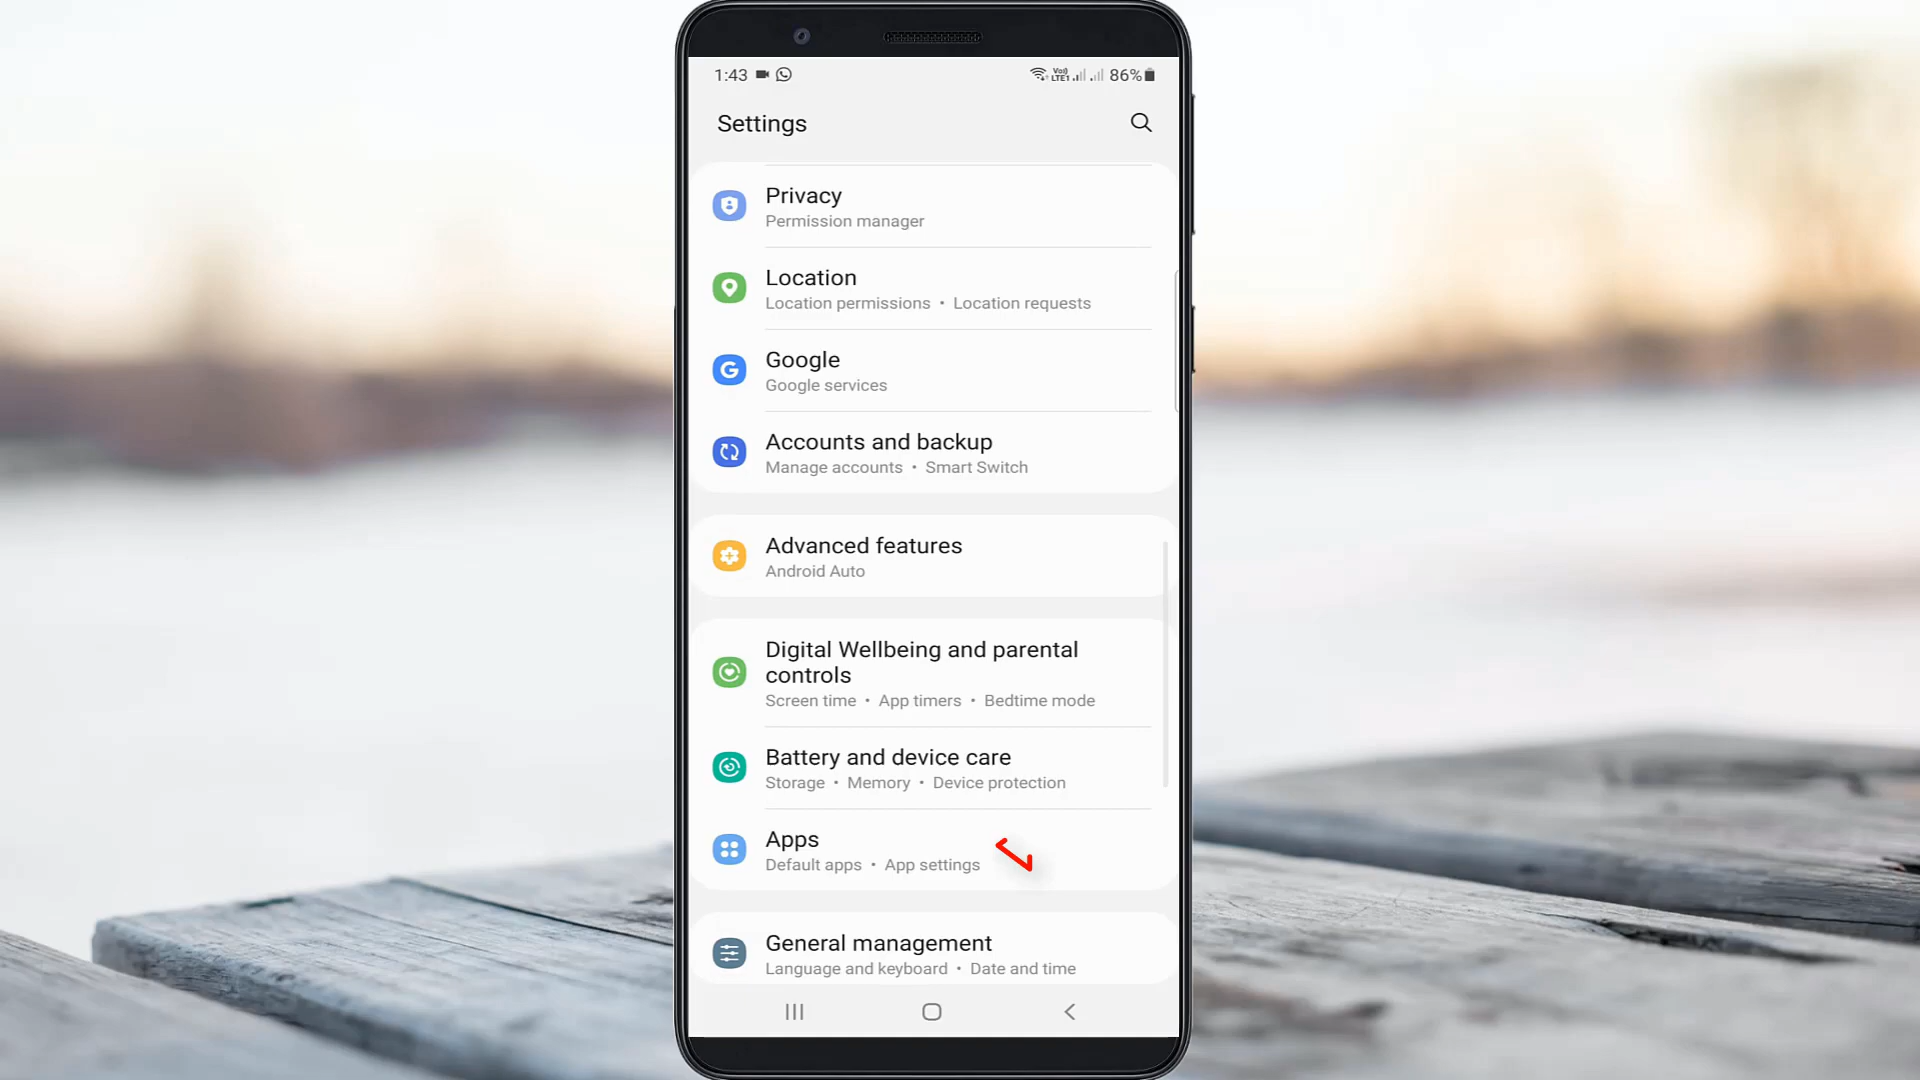 1:43
Vo) LTE1 86%
Settings
Privacy
Permission manager
Location
Location permissions • Location requests
Google
Google services
Accounts and backup
Manage accounts • Smart Switch
Advanced features
Android Auto
Digital Wellbeing and parental
controls
Screen time • App timers • Bedtime mode
Battery and device care
Storage • Memory • Device protection
Apps
Default apps • App settings
General management
Language and keyboard • Date and time